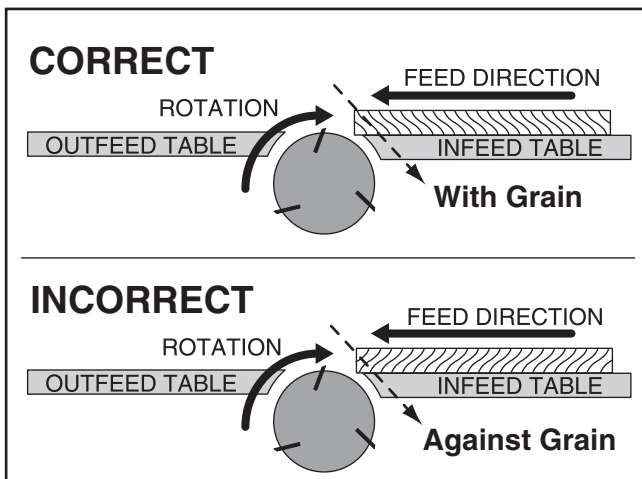 CORRECT
FEED DIRECTION
ROTATION
OUTFEED TABLE
INFEED TABLE
With Grain
INCORRECT
FEED DIRECTION
ROTATION
OUTFEED TABLE
INFEED TABLE
Against Grain